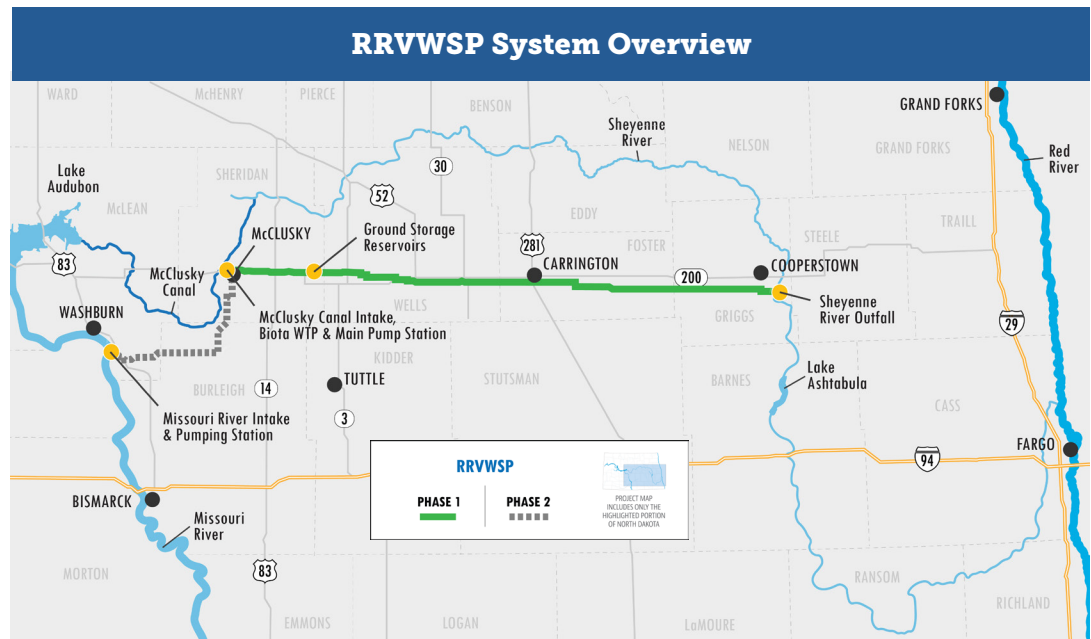 RRVWSP System Overview
WARD
McHENRY
PIERCE
BENSON
GRAND FORKS
Sheyenne
River
NELSON
GRAND FORKS
Red
River
Lake
Audubon
SHERIDAN
30
52
McLEAN
EDDY
TRAILL
McCLUSKY
Ground Storage
Reservoirs
281
FOSTER
STEELE
83
CARRINGTON
200
COOPERSTOWN
McClusky
Canal
WELLS
McClusky Canal Intake,
Biota WTP & Main Pump Station
GRIGGS
Sheyenne
River Outfall
WASHBURN
29
KIDDER
TUTTLE
STUTSMAN
BARNES
Lake
Ashtabula
BURLEIGH
14
3
CASS
Missouri River Intake
& Pumping Station
FARGO
94
RRVWSP
PHASE 1
PHASE 2
PROJECT MAP
INCLUDES ONLY THE
HIGHLIGHTED PORTION
OF NORTH DAKOTA
BISMARCK
Missouri
River
MORTON
83
RANSOM
RICHLAND
EMMONS
LOGAN
LaMOURE